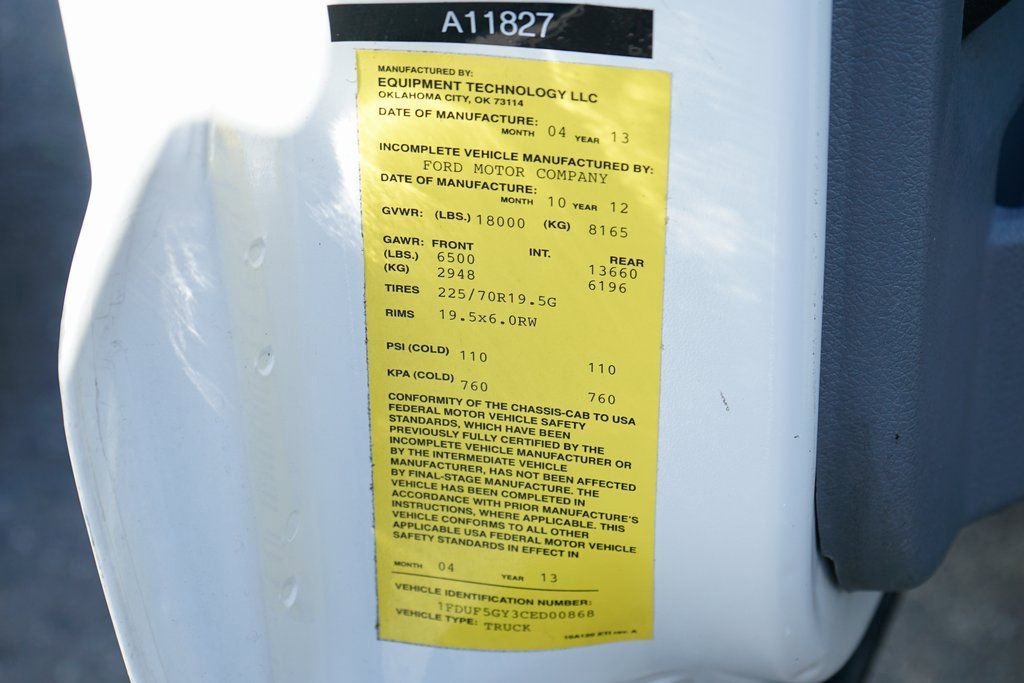 A11827
MANUFACTURED BY:
EQUIPMENT TECHNOLOGY LLC
OKLAHOMA CITY, OK 73114
DATE OF MANUFACTURE:
MONTH 04 YEAR 13
INCOMPLETE VEHICLE MANUFACTURED BY:
FORD MOTOR COMPANY
DATE OF MANUFACTURE:
MONTH 10 YEAR 12
GVWR: (LBS.) 18000 (KG) 8165
GAWR: FRONT INT. REAR
(LBS.) 6500 13660
(KG) 2948 6196
TIRES 225/70R19.5G
RIMS 19.5x6.0RW
PSI (COLD) 110 110
KPA (COLD) 760 760
CONFORMITY OF THE CHASSIS-CAB TO USA
FEDERAL MOTOR VEHICLE SAFETY
STANDARDS, WHICH HAVE BEEN
PREVIOUSLY FULLY CERTIFIED BY THE
INCOMPLETE VEHICLE MANUFACTURER OR
BY THE INTERMEDIATE VEHICLE
MANUFACTURER, HAS NOT BEEN AFFECTED
BY FINAL-STAGE MANUFACTURE. THE
VEHICLE HAS BEEN COMPLETED IN
ACCORDANCE WITH PRIOR MANUFACTURE'S
INSTRUCTIONS, WHERE APPLICABLE. THIS
VEHICLE CONFORMS TO ALL OTHER
APPLICABLE USA FEDERAL MOTOR VEHICLE
SAFETY STANDARDS IN EFFECT IN
MONTH 04 YEAR 13
VEHICLE IDENTIFICATION NUMBER:
1FDUF5GY3CED00868
VEHICLE TYPE: TRUCK
rev. A